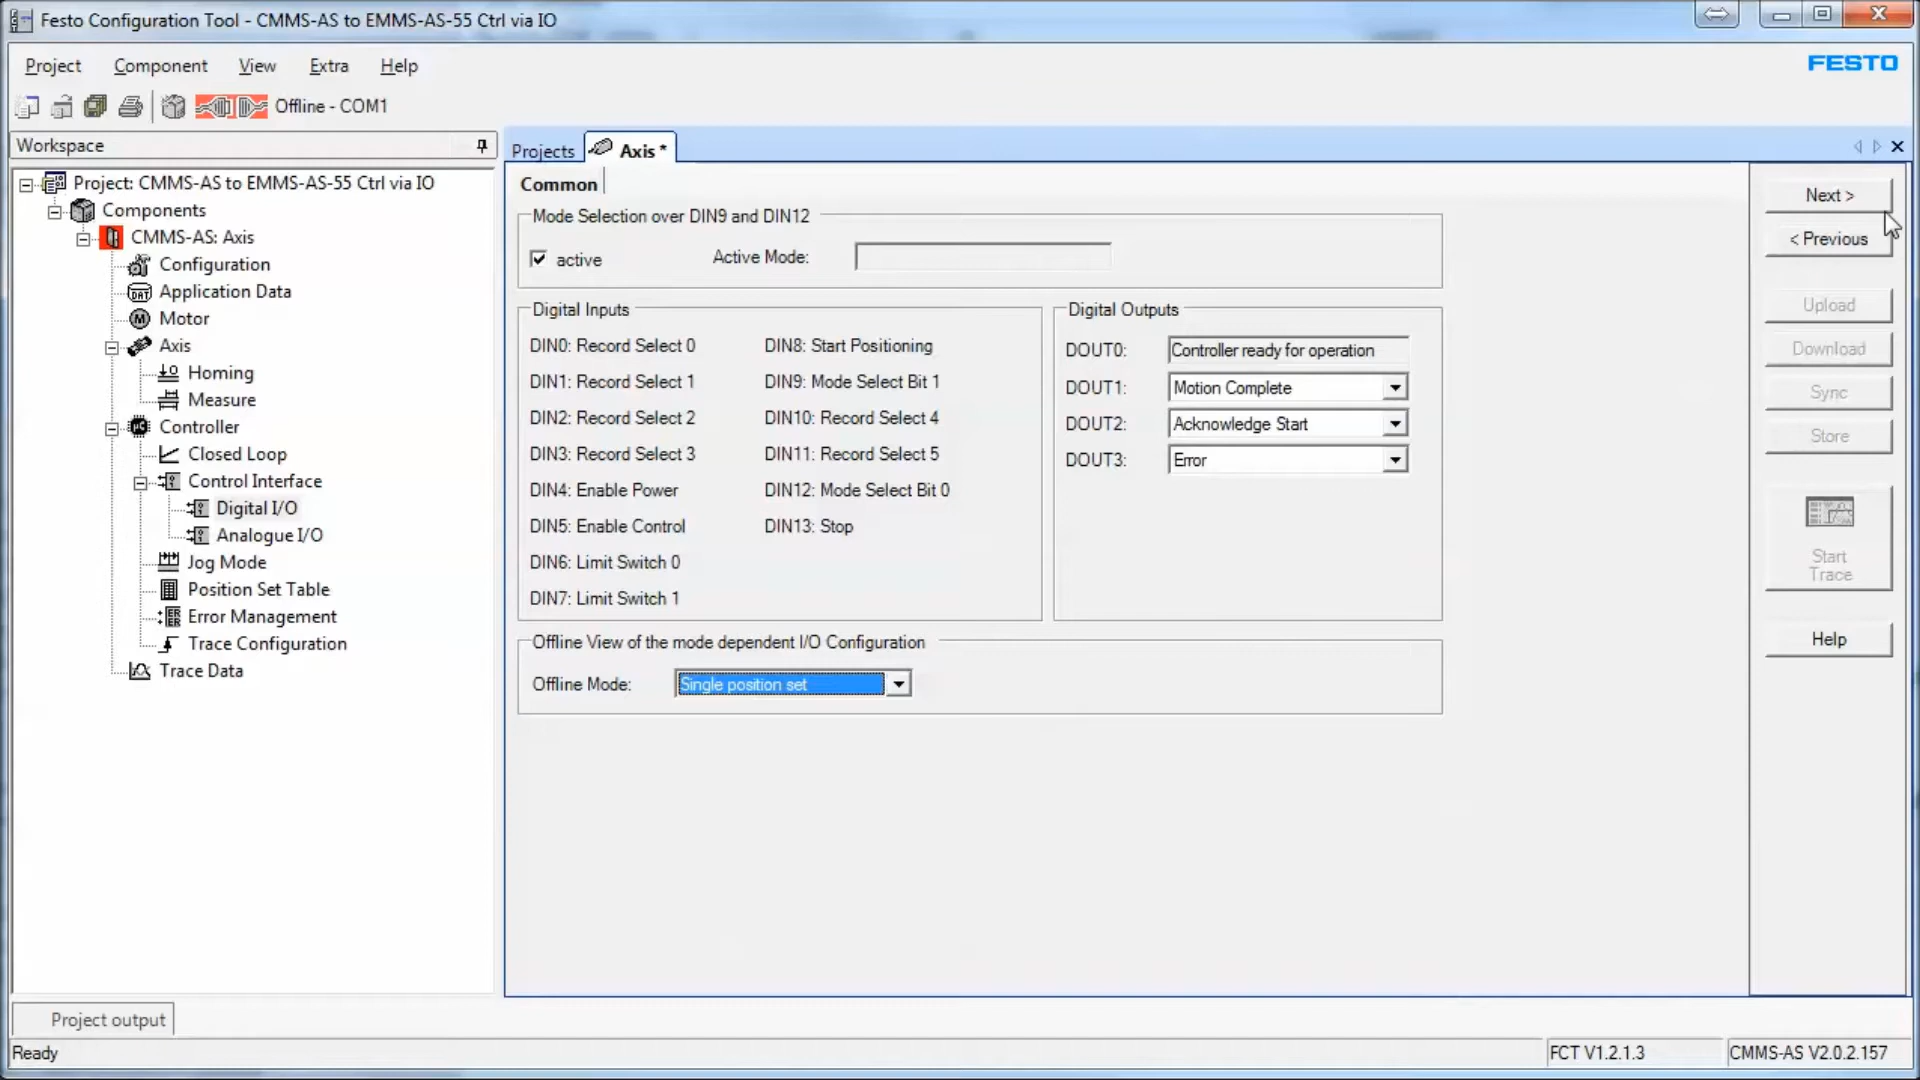 Festo Configuration Tool - CMMS-AS to EMMS-AS-55 Ctrl via IO
Project Component View Extra Help
FESTO
Offline - COM1
Workspace
Project: CMMS-AS to EMMS-AS-55 Ctrl via IO
Components
CMMS-AS: Axis
Configuration
Application Data
Motor
Axis
Homing
Measure
Controller
Closed Loop
Control Interface
Digital I/O
Analogue I/O
Jog Mode
Position Set Table
Error Management
Trace Configuration
Trace Data
Projects Axis *
Common
Mode Selection over DIN9 and DIN12
active Active Mode:
Digital Inputs
DIN0: Record Select 0 DIN8: Start Positioning
DIN1: Record Select 1 DIN9: Mode Select Bit 1
DIN2: Record Select 2 DIN10: Record Select 4
DIN3: Record Select 3 DIN11: Record Select 5
DIN4: Enable Power DIN12: Mode Select Bit 0
DIN5: Enable Control DIN13: Stop
DIN6: Limit Switch 0
DIN7: Limit Switch 1
Digital Outputs
DOUT0: Controller ready for operation
DOUT1: Motion Complete
DOUT2: Acknowledge Start
DOUT3: Error
Offline View of the mode dependent I/O Configuration
Offline Mode: Single position set
Next >
< Previous
Upload
Download
Sync
Store
Start
Trace
Help
Project output
Ready
FCT V1.2.1.3
CMMS-AS V2.0.2.157